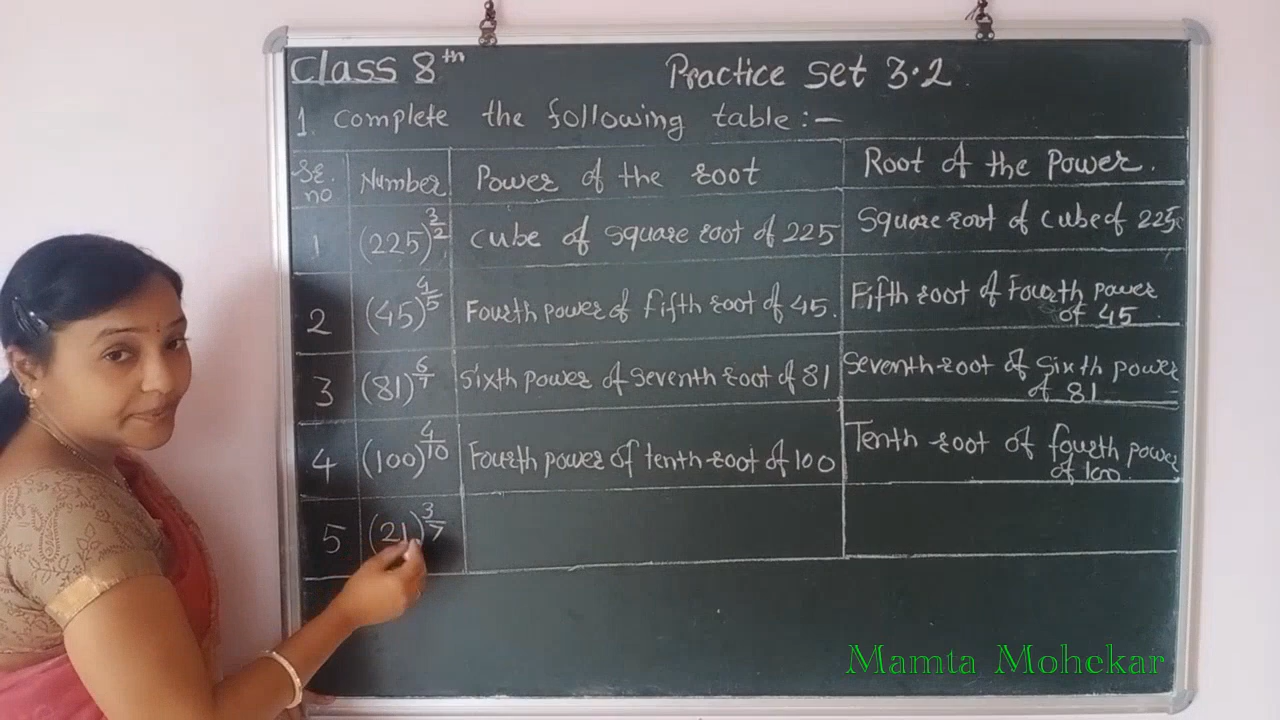 Class 8th Practice Set 3.2
1. Complete the following table :-
Sr. no Number Power of the root Root of the Power.
1 (225)^3/2 Cube of square root of 225 Square root of cube of 225
2 (45)^4/5 Fourth power of fifth root of 45. Fifth root of Fourth power of 45
3 (81)^6/7 Sixth power of seventh root of 81 Seventh root of Sixth power of 81
4 (100)^4/10 Fourth power of tenth root of 100 Tenth root of fourth power of 100
5 (21)^3/7
Mamta Mohekar